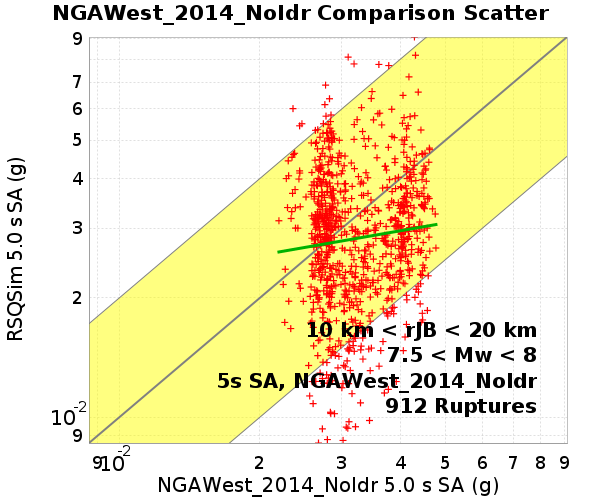 NGAWest_2014_NoIdr Comparison Scatter
9
7
6
5
4
3
2
10-2
9
RSQSim 5.0 s SA (g)
10 km < rJB < 20 km
7.5 < Mw < 8
5s SA, NGAWest_2014_NoIdr
912 Ruptures
9 10-2 2 3 4 5 6 7 8 9
NGAWest_2014_NoIdr 5.0 s SA (g)